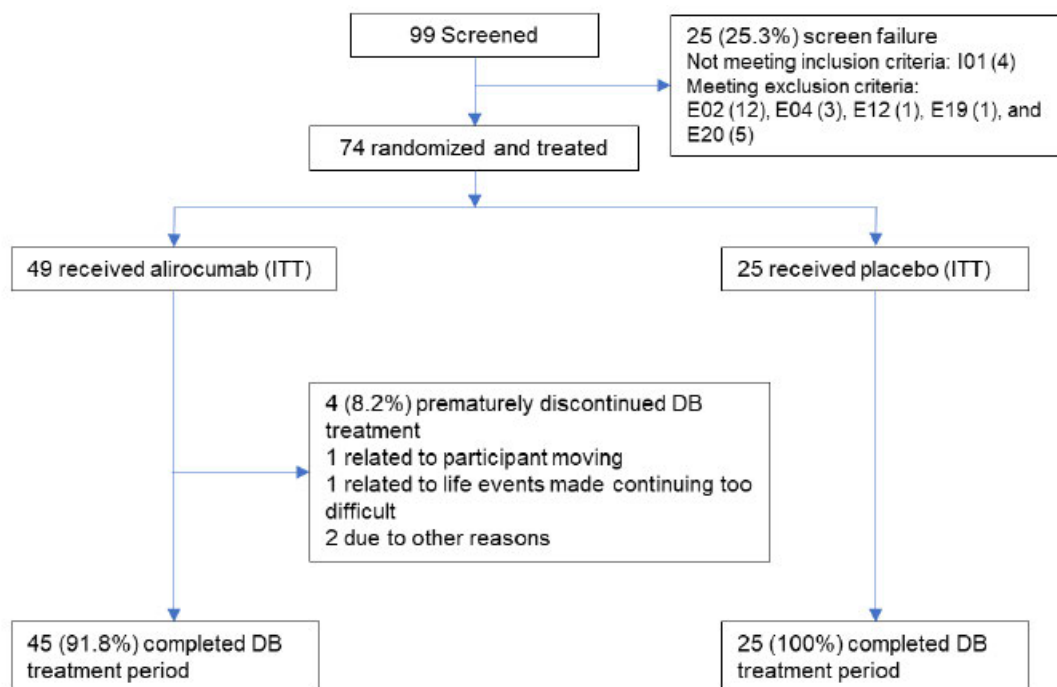 99 Screened
25 (25.3%) screen failure
Not meeting inclusion criteria: I01 (4)
Meeting exclusion criteria:
E02 (12), E04 (3), E12 (1), E19 (1), and
E20 (5)
74 randomized and treated
49 received alirocumab (ITT)
25 received placebo (ITT)
4 (8.2%) prematurely discontinued DB
treatment
1 related to participant moving
1 related to life events made continuing too
difficult
2 due to other reasons
45 (91.8%) completed DB
treatment period
25 (100%) completed DB
treatment period